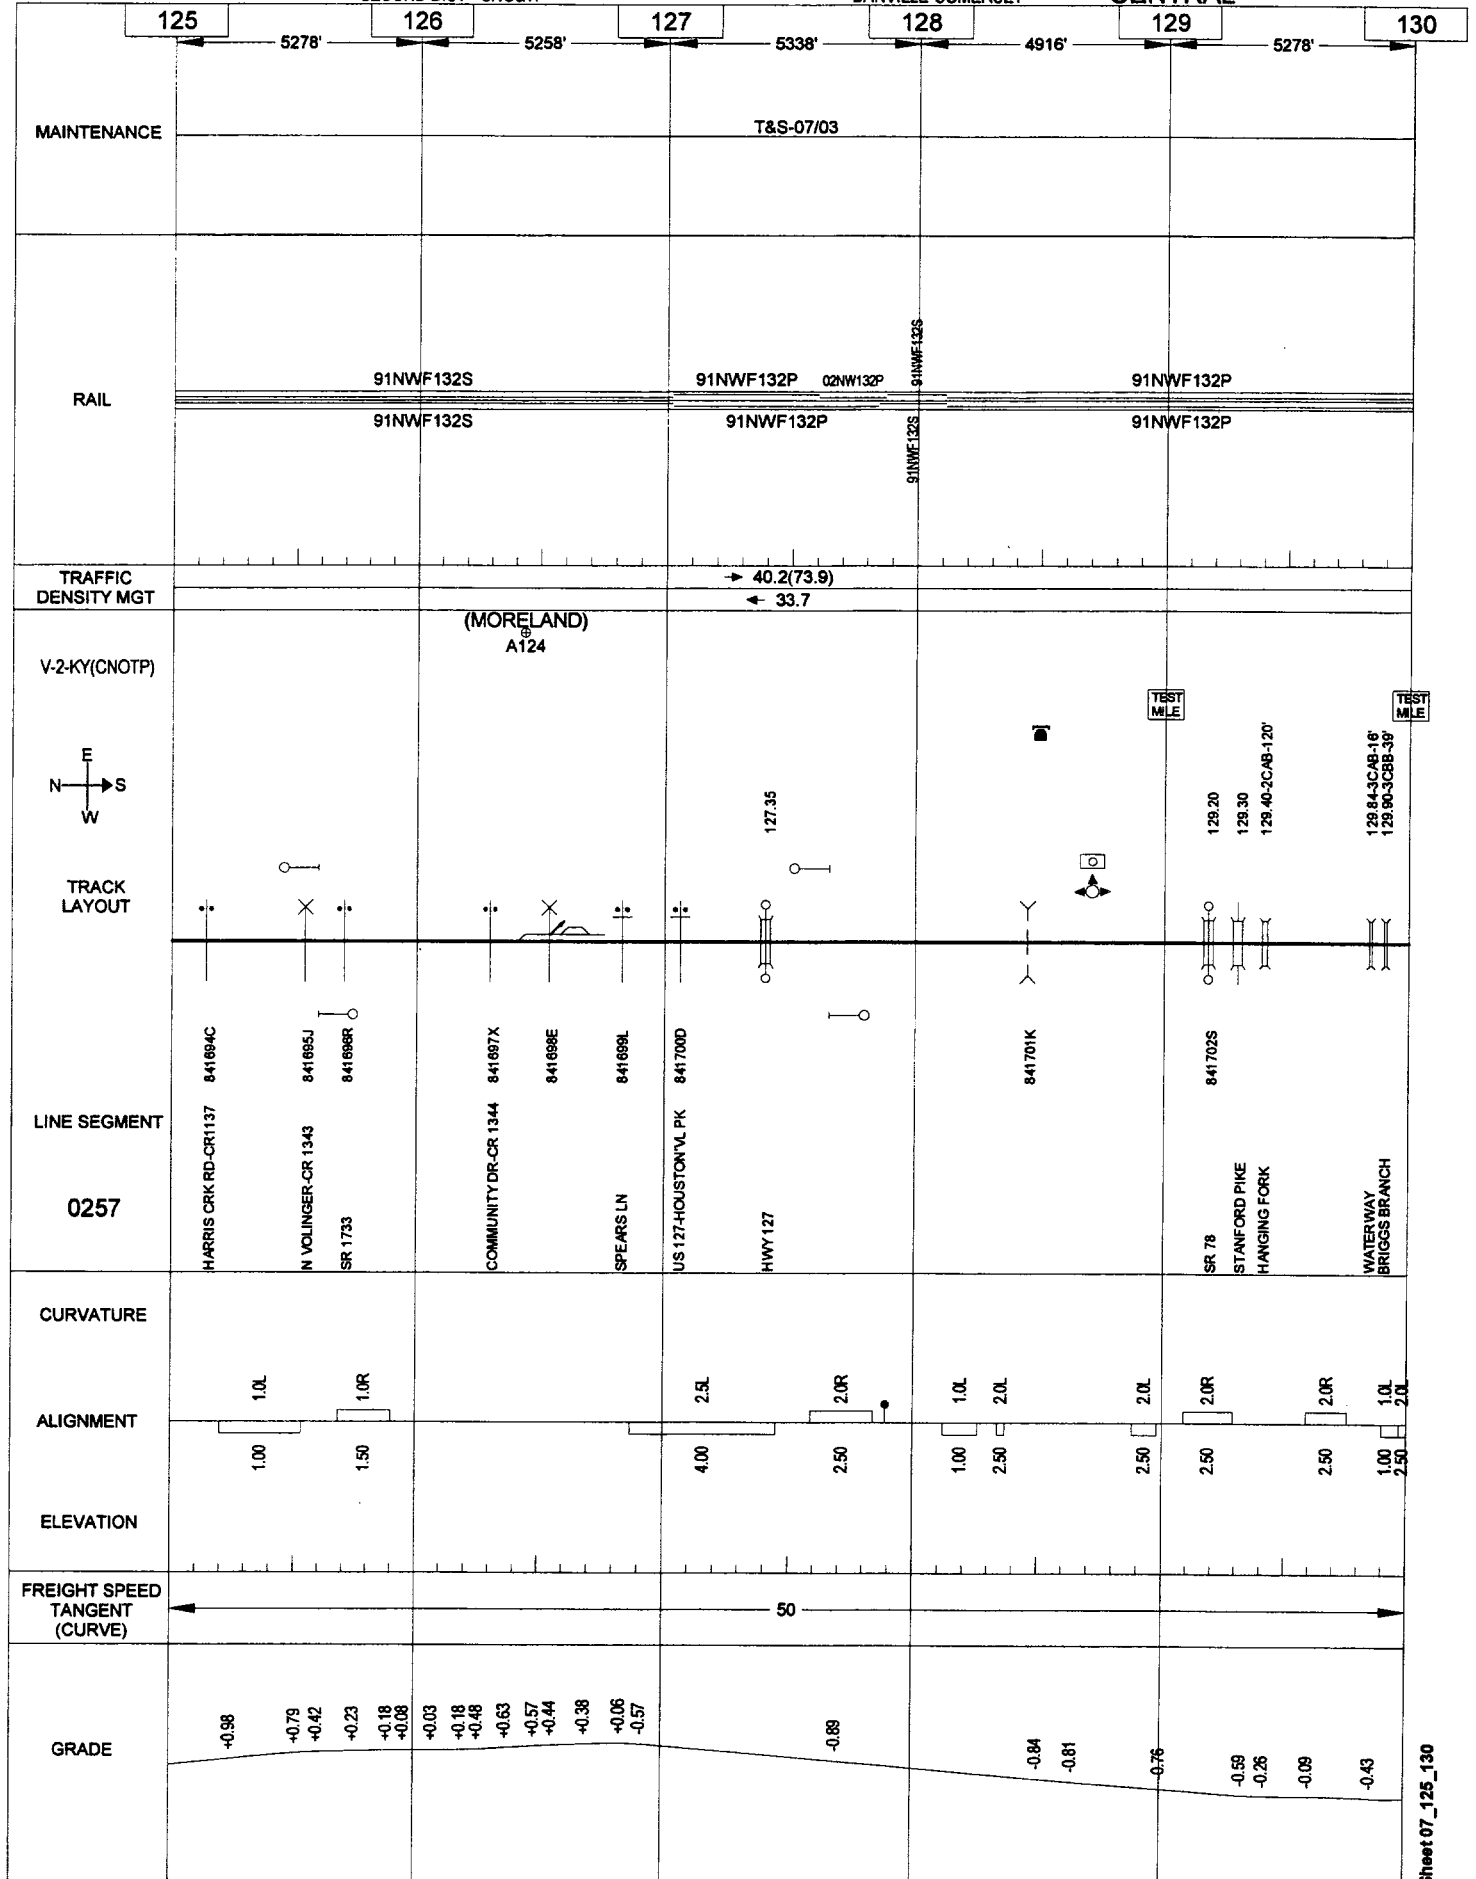 125
126
127
128
129
130
5278'
5258'
5338'
4916'
5278'
MAINTENANCE
T&S-07/03
RAIL
91NWF132S
91NWF132P
02NW132P
91NWF132S
91NWF132P
91NWF132S
91NWF132P
91NWF132S
91NWF132P
TRAFFIC
DENSITY MGT
40.2(73.9)
33.7
(MORELAND)
A124
V-2-KY(CNOTP)
TEST
MILE
TEST
MILE
E
N
S
W
127.35
129.20
129.30
129.40-2CAB-120'
129.84-3CAB-16'
129.90-3CBB-39'
TRACK
LAYOUT
841694C
841695J
841696R
841697X
841698E
841699L
841700D
841701K
841702S
LINE SEGMENT
0257
HARRIS CRK RD-CR1137
N VOLINGER-CR 1343
SR 1733
COMMUNITY DR-CR 1344
SPEARS LN
US 127-HOUSTON'VL PK
HWY 127
SR 78
STANFORD PIKE
HANGING FORK
WATERWAY
BRIGGS BRANCH
CURVATURE
1.0L
1.0R
2.5L
2.0R
1.0L
2.0L
2.0L
2.0R
2.0R
1.0L
2.0L
ALIGNMENT
1.00
1.50
4.00
2.50
1.00
2.50
2.50
2.50
2.50
1.00
2.50
ELEVATION
FREIGHT SPEED
TANGENT
(CURVE)
50
GRADE
+0.98
+0.79
+0.42
+0.23
+0.18
+0.08
+0.03
+0.18
+0.48
+0.63
+0.57
+0.44
+0.38
+0.06
-0.57
-0.89
-0.84
-0.81
-0.76
-0.59
-0.26
-0.09
-0.43
07_125_130